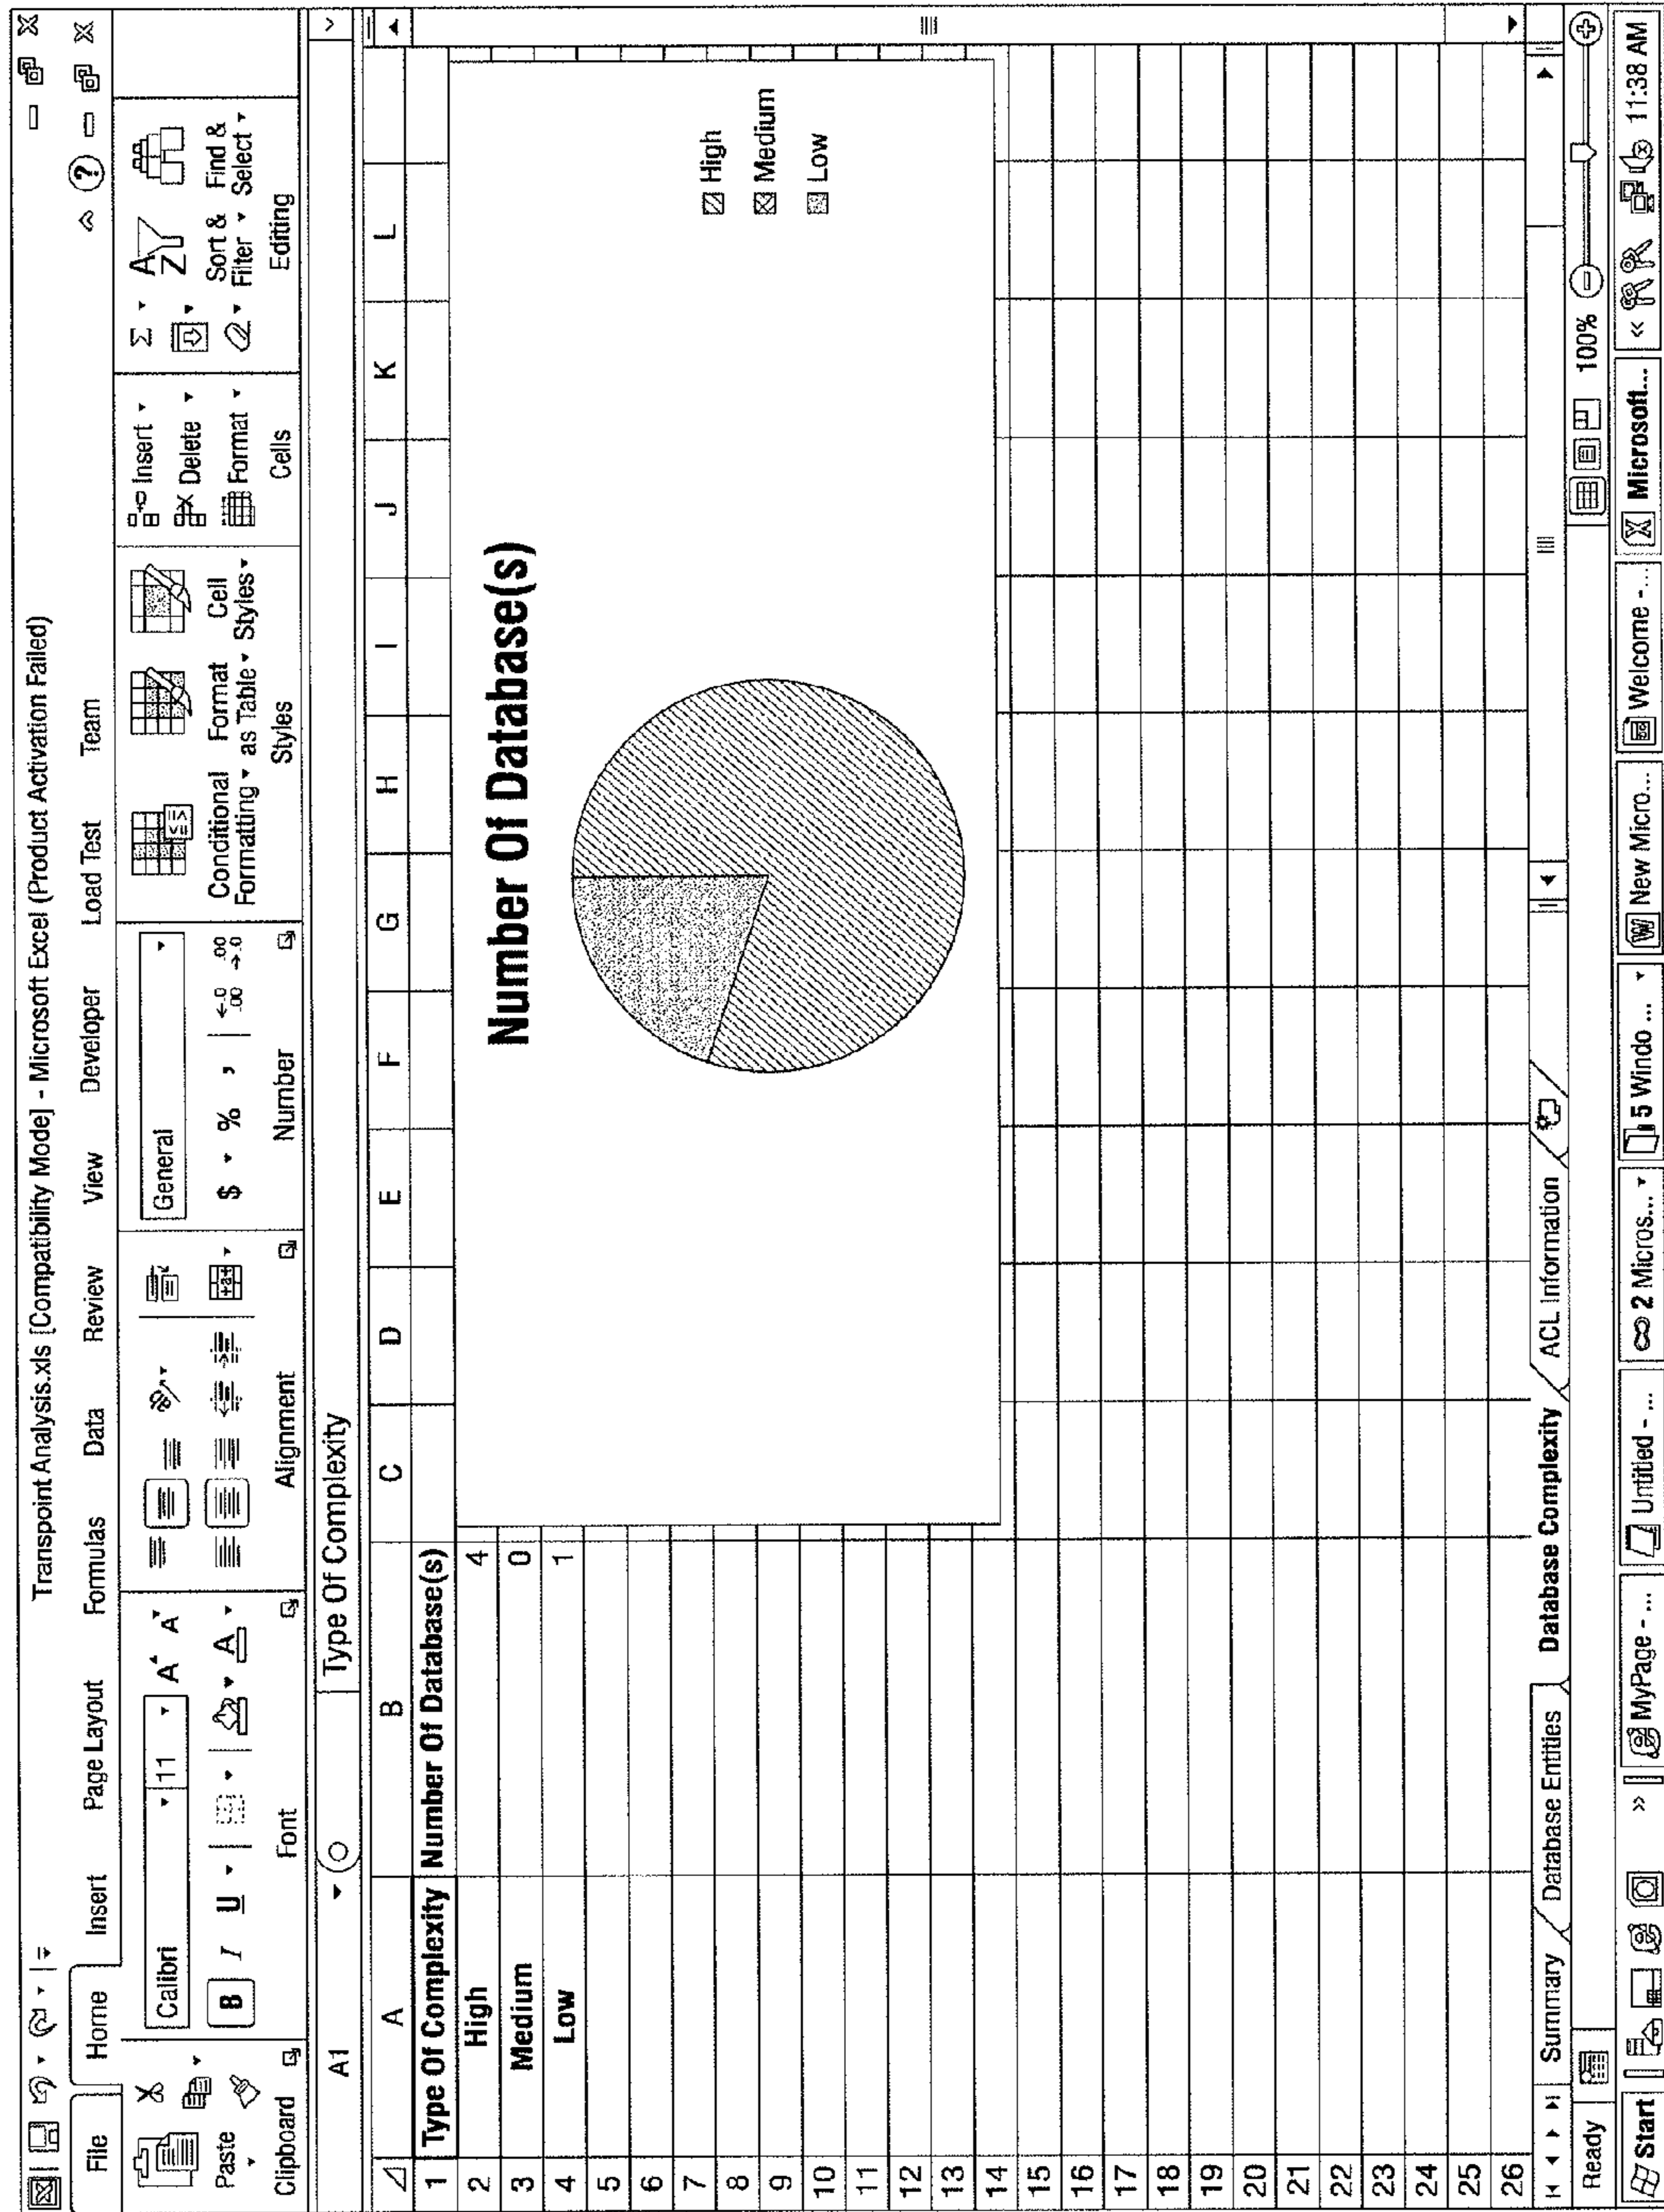 Transpoint Analysis.xls [Compatibility Mode] - Microsoft Excel (Product Activation Failed)
File Home Insert Page Layout Formulas Data Review View Developer Load Test Team
Paste
Clipboard
Calibri 11 A A
B I U A
Font
Alignment
General
$ % , ←.0 .00 .00 →.0
Number
Conditional Formatting
Format as Table
Cell Styles
Styles
Insert
Delete
Format
Cells
Σ
A Z
Sort & Filter
Find & Select
Editing
A1 Type Of Complexity
A B C D E F G H I J K L
1 Type Of Complexity Number Of Database(s)
2 High 4
3 Medium 0
4 Low 1
5
6
7
8
9
10
11
12
13
14
15
16
17
18
19
20
21
22
23
24
25
26
Number Of Database(s)
High
Medium
Low
Summary Database Entities Database Complexity ACL Information
Ready 100%
Start MyPage - ... Untitled - ... 2 Micros... 5 Windo ... New Micro... Welcome -... Microsoft... 11:38 AM